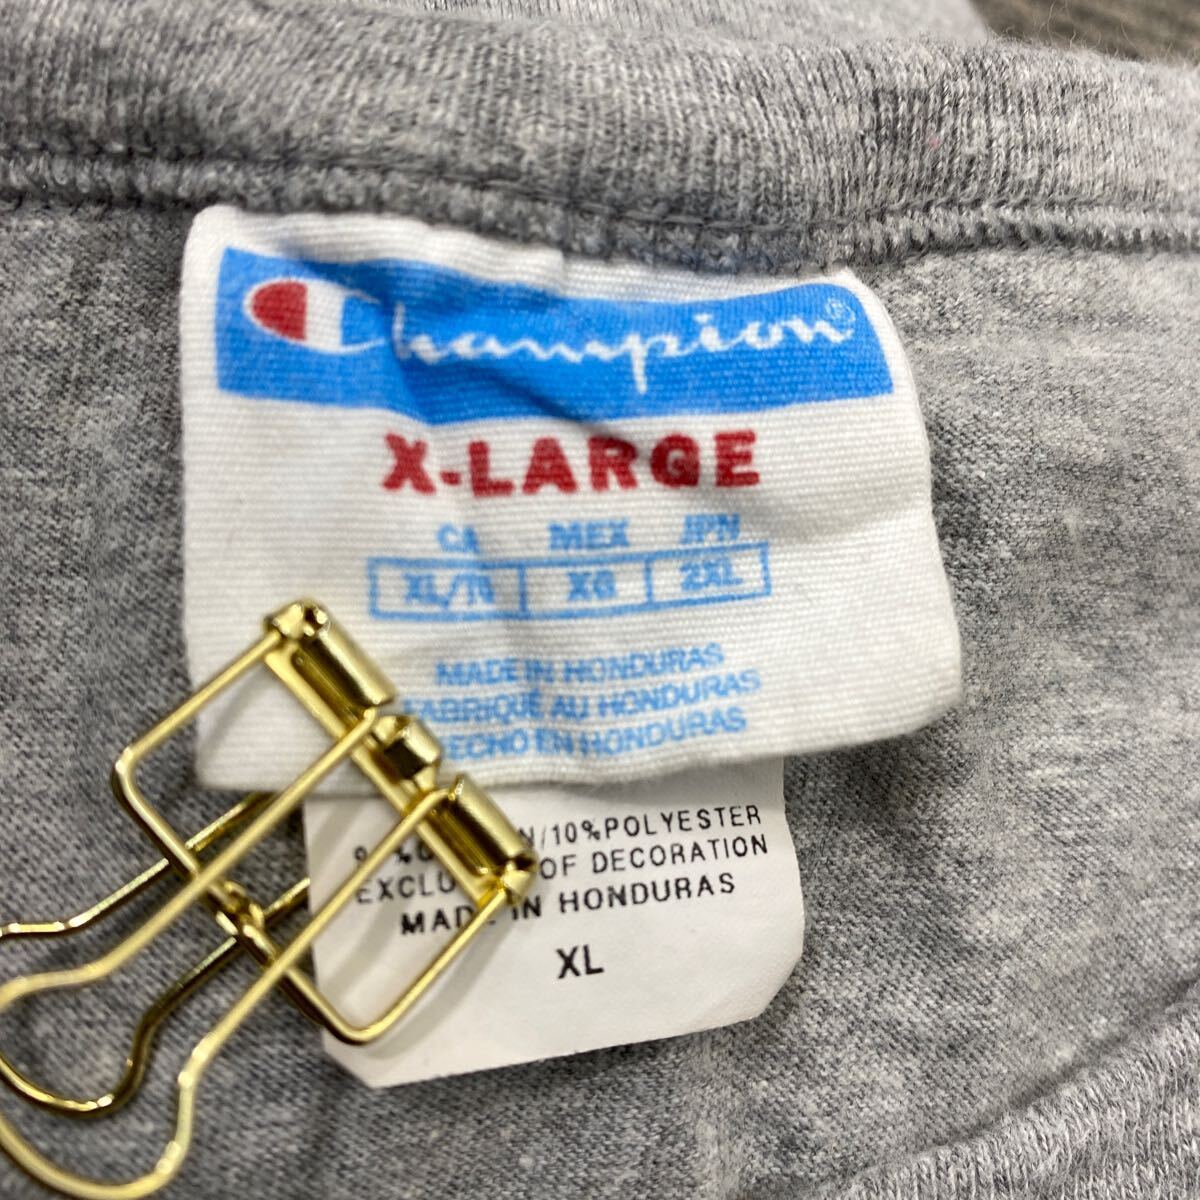 Champion®
X-LARGE
CA MEX JPN
XL/TG XG 2XL
MADE IN HONDURAS
FABRIQUÉ AU HONDURAS
HECHO EN HONDURAS
10%POLYESTER
OF DECORATION
MADE IN HONDURAS
XL